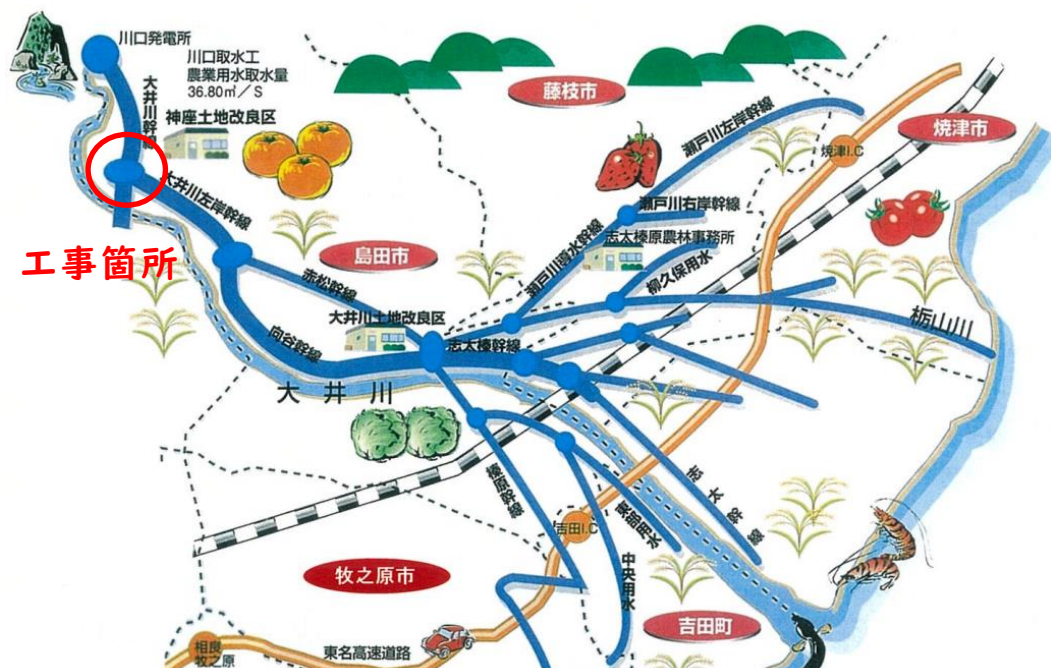 川口発電所
川口取水工
農業用水取水量
36.80㎥/S
大井川幹線
神座土地改良区
工事箇所
大井川左岸幹線
藤枝市
瀬戸川左岸幹線
焼津I.C
焼津市
瀬戸川右岸幹線
志太榛原農林事務所
瀬戸川導水幹線
柳久保用水
島田市
赤松幹線
大井川土地改良区
志太榛幹線
向谷幹線
栃山川
大井川
榛原幹線
志太幹線
吉田I.C
東部用水
中央用水
牧之原市
吉田町
相良
牧之原
東名高速道路